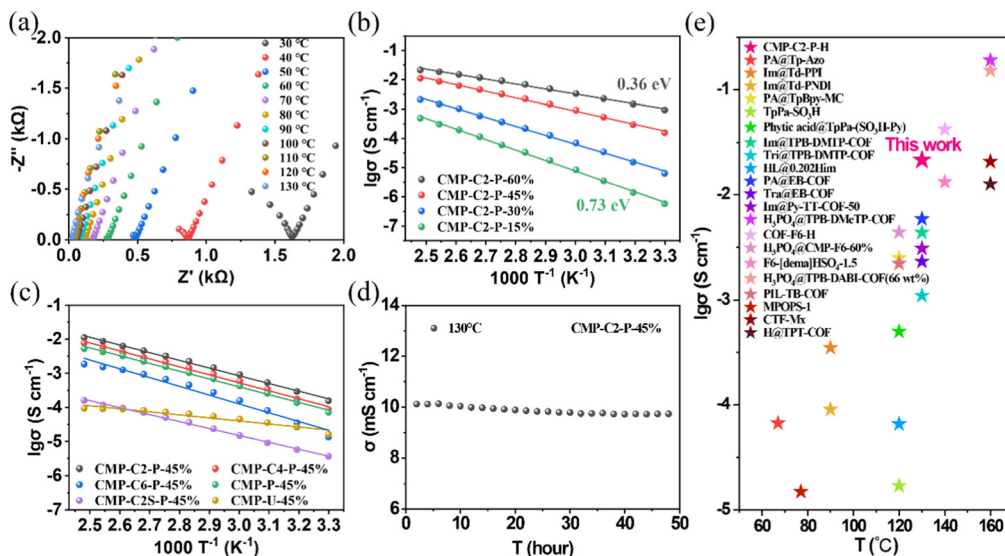 (a)
-2.0
-1.5
-1.0
-0.5
0.0
-Z'' (kΩ)
0.0 0.5 1.0 1.5 2.0
Z' (kΩ)
30 °C
40 °C
50 °C
60 °C
70 °C
80 °C
90 °C
100 °C
110 °C
120 °C
130 °C
(b)
-1
-2
-3
-4
-5
-6
-7
lgσ (S cm⁻¹)
0.36 eV
0.73 eV
CMP-C2-P-60%
CMP-C2-P-45%
CMP-C2-P-30%
CMP-C2-P-15%
2.5 2.6 2.7 2.8 2.9 3.0 3.1 3.2 3.3
1000 T⁻¹ (K⁻¹)
(c)
-1
-2
-3
-4
-5
-6
-7
lgσ (S cm⁻¹)
CMP-C2-P-45% CMP-C4-P-45%
CMP-C6-P-45% CMP-P-45%
CMP-C2S-P-45% CMP-U-45%
2.5 2.6 2.7 2.8 2.9 3.0 3.1 3.2 3.3
1000 T⁻¹ (K⁻¹)
(d)
14
12
10
8
6
σ (mS cm⁻¹)
130°C CMP-C2-P-45%
0 10 20 30 40 50
T (hour)
(e)
-1
-2
-3
-4
-5
lgσ (S cm⁻¹)
CMP-C2-P-H
PA@Tp-Azo
Im@Td-PPI
Im@Td-PNDI
PA@TpBpy-MC
TpPa-SO₃H
Phytic acid@TpPa-(SO₃H-Py)
Im@TPB-DMTP-COF
Tri@TPB-DMTP-COF
HL@0.202Him
PA@EB-COF
Tra@EB-COF
Im@Py-TT-COF-50
H₃PO₄@TPB-DMeTP-COF
COF-F6-H
H₃PO₄@CMP-F6-60%
F6-[dema]HSO₄-1.5
H₃PO₄@TPB-DABI-COF(66 wt%)
PIL-TB-COF
MPOPS-1
CTF-Mx
H@TPT-COF
This work
60 80 100 120 140 160
T (°C)